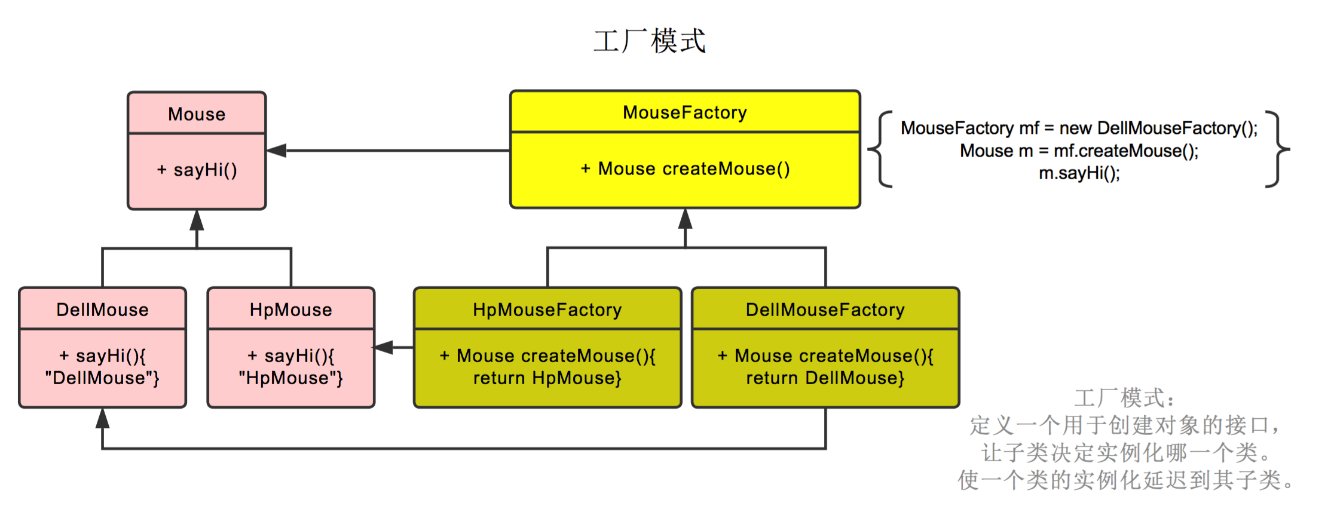 工厂模式
Mouse
+ sayHi()
MouseFactory
+ Mouse createMouse()
MouseFactory mf = new DellMouseFactory();
Mouse m = mf.createMouse();
m.sayHi();
DellMouse
+ sayHi(){
"DellMouse"}
HpMouse
+ sayHi(){
"HpMouse"}
HpMouseFactory
+ Mouse createMouse(){
return HpMouse}
DellMouseFactory
+ Mouse createMouse(){
return DellMouse}
工厂模式：
定义一个用于创建对象的接口，
让子类决定实例化哪一个类。
使一个类的实例化延迟到其子类。